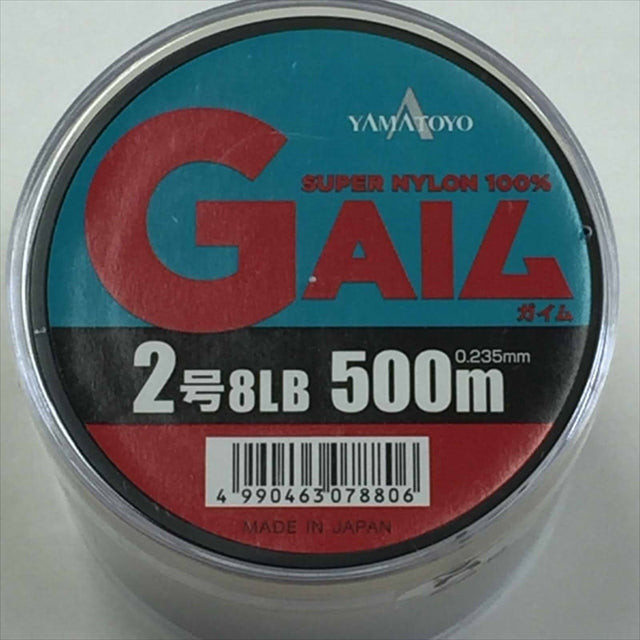 YAMATOYO
SUPER NYLON 100%
GAIム
ガイム
2号8LB 500m 0.235mm
4 990463 078806
MADE IN JAPAN